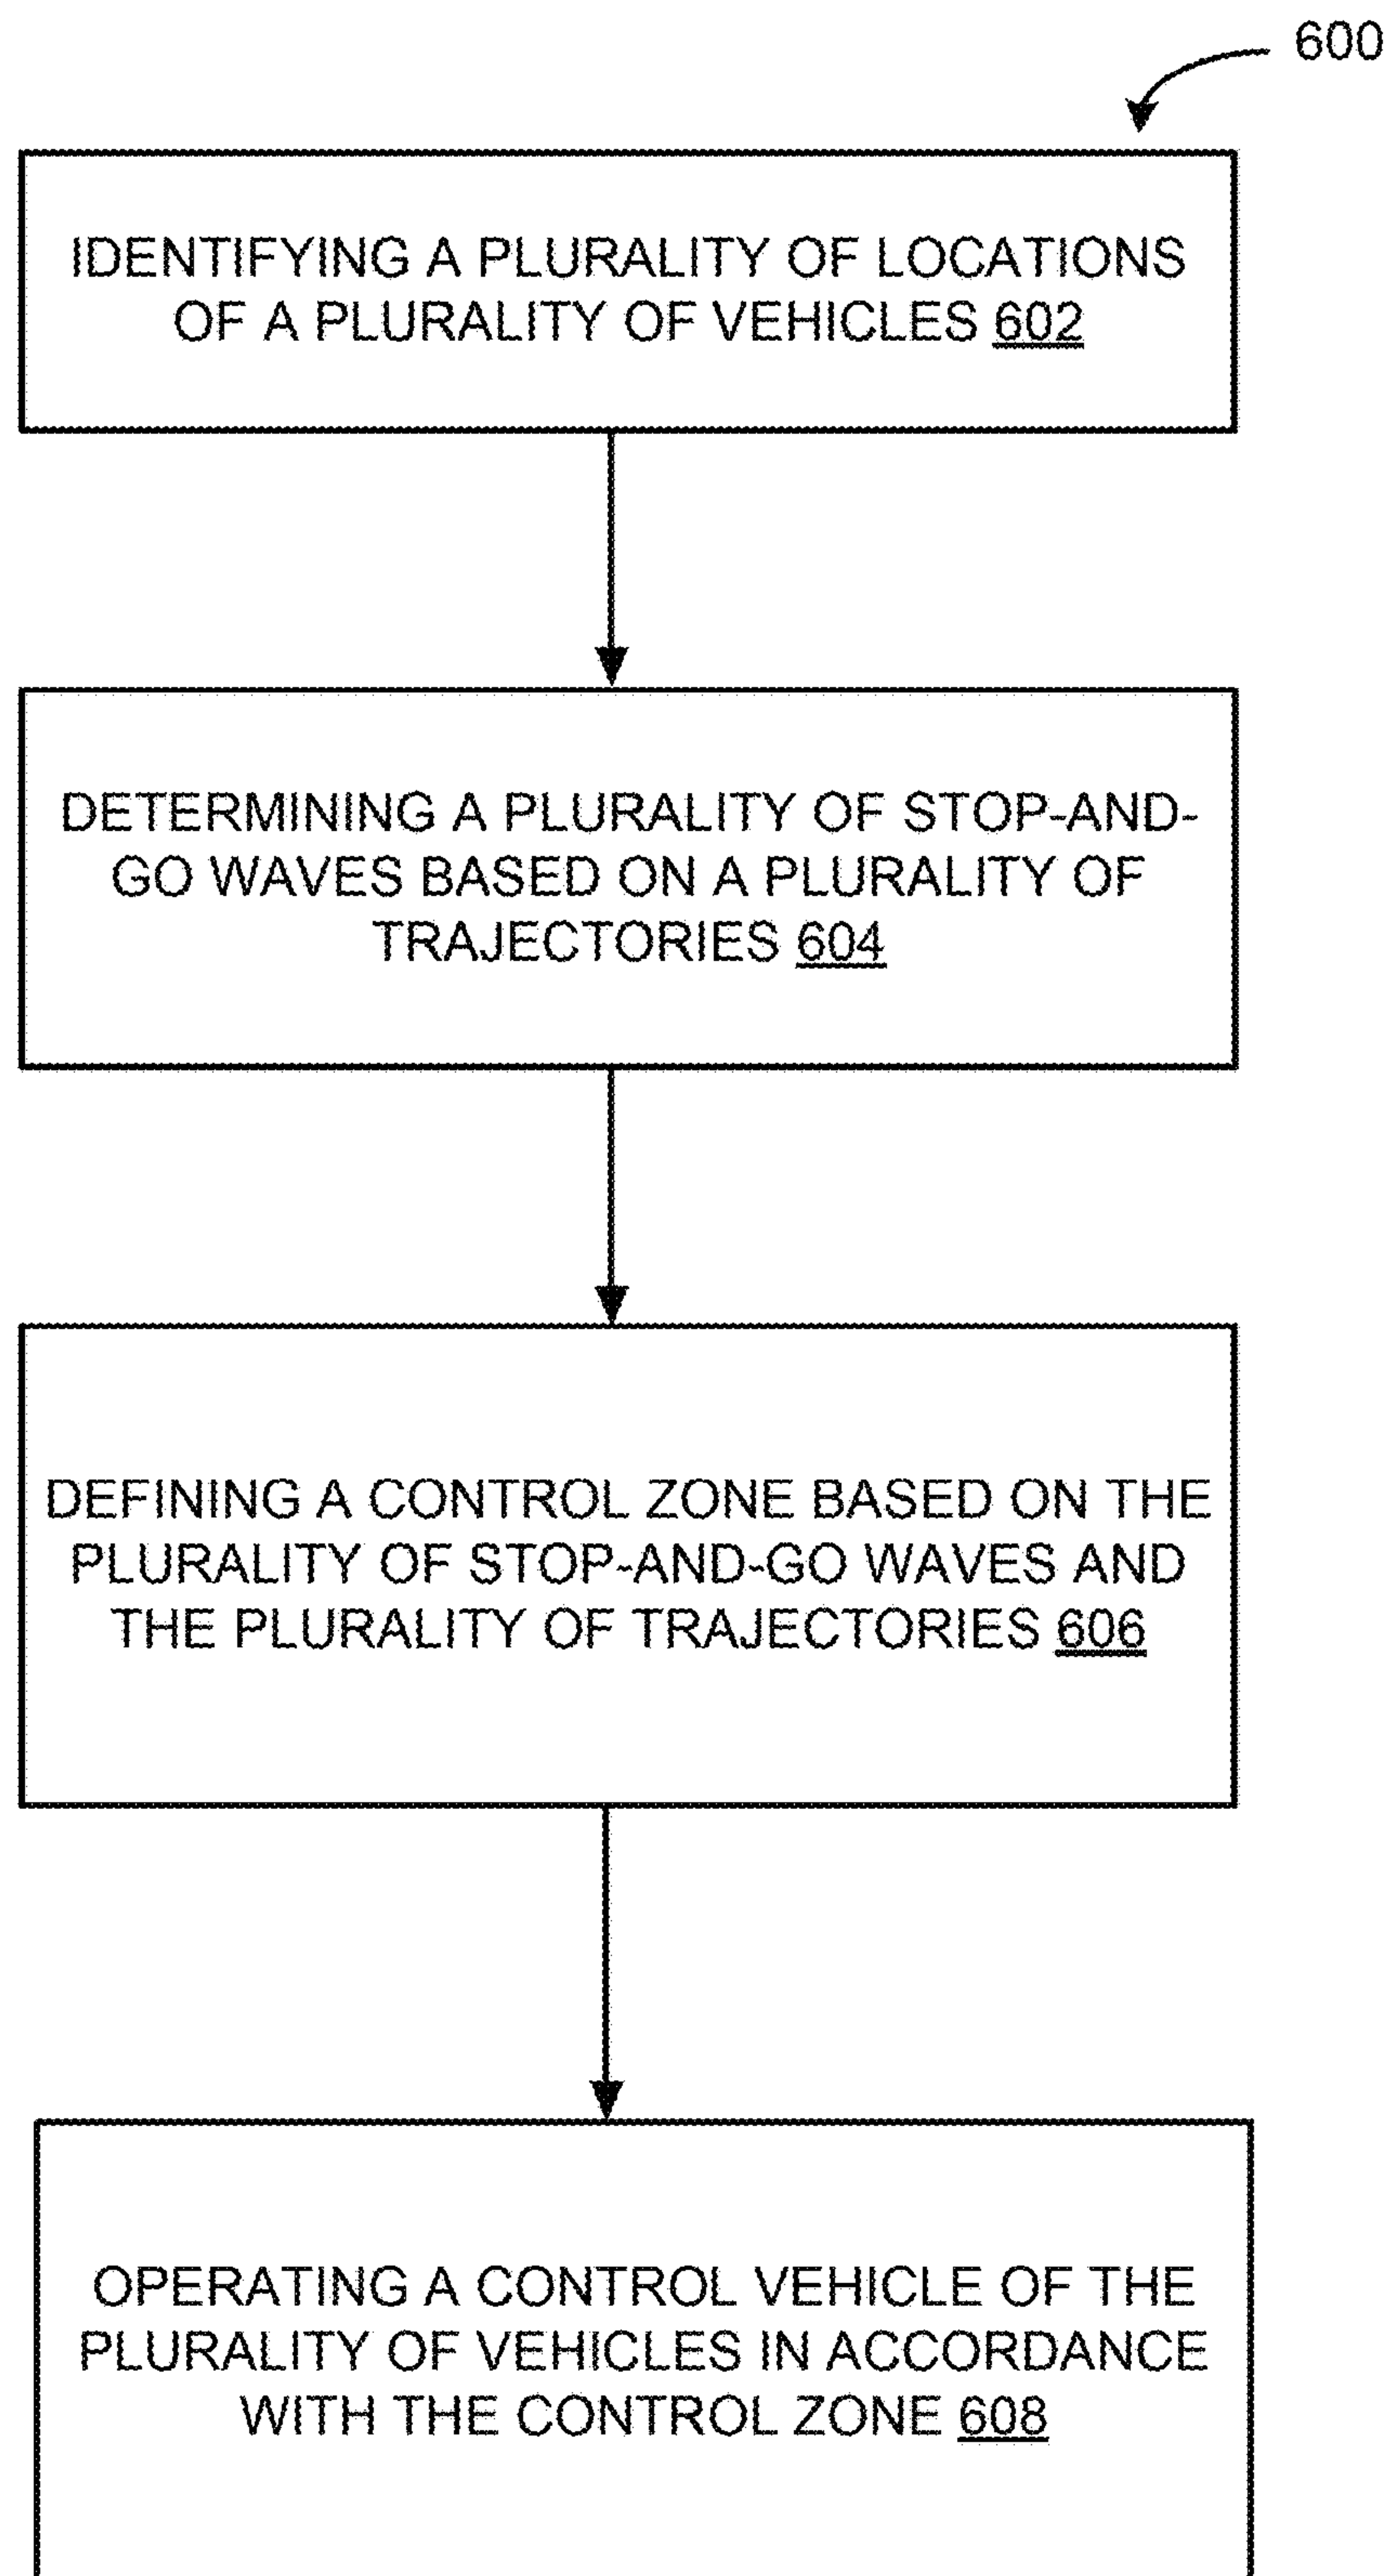 600
IDENTIFYING A PLURALITY OF LOCATIONS
OF A PLURALITY OF VEHICLES 602
DETERMINING A PLURALITY OF STOP-AND-
GO WAVES BASED ON A PLURALITY OF
TRAJECTORIES 604
DEFINING A CONTROL ZONE BASED ON THE
PLURALITY OF STOP-AND-GO WAVES AND
THE PLURALITY OF TRAJECTORIES 606
OPERATING A CONTROL VEHICLE OF THE
PLURALITY OF VEHICLES IN ACCORDANCE
WITH THE CONTROL ZONE 608